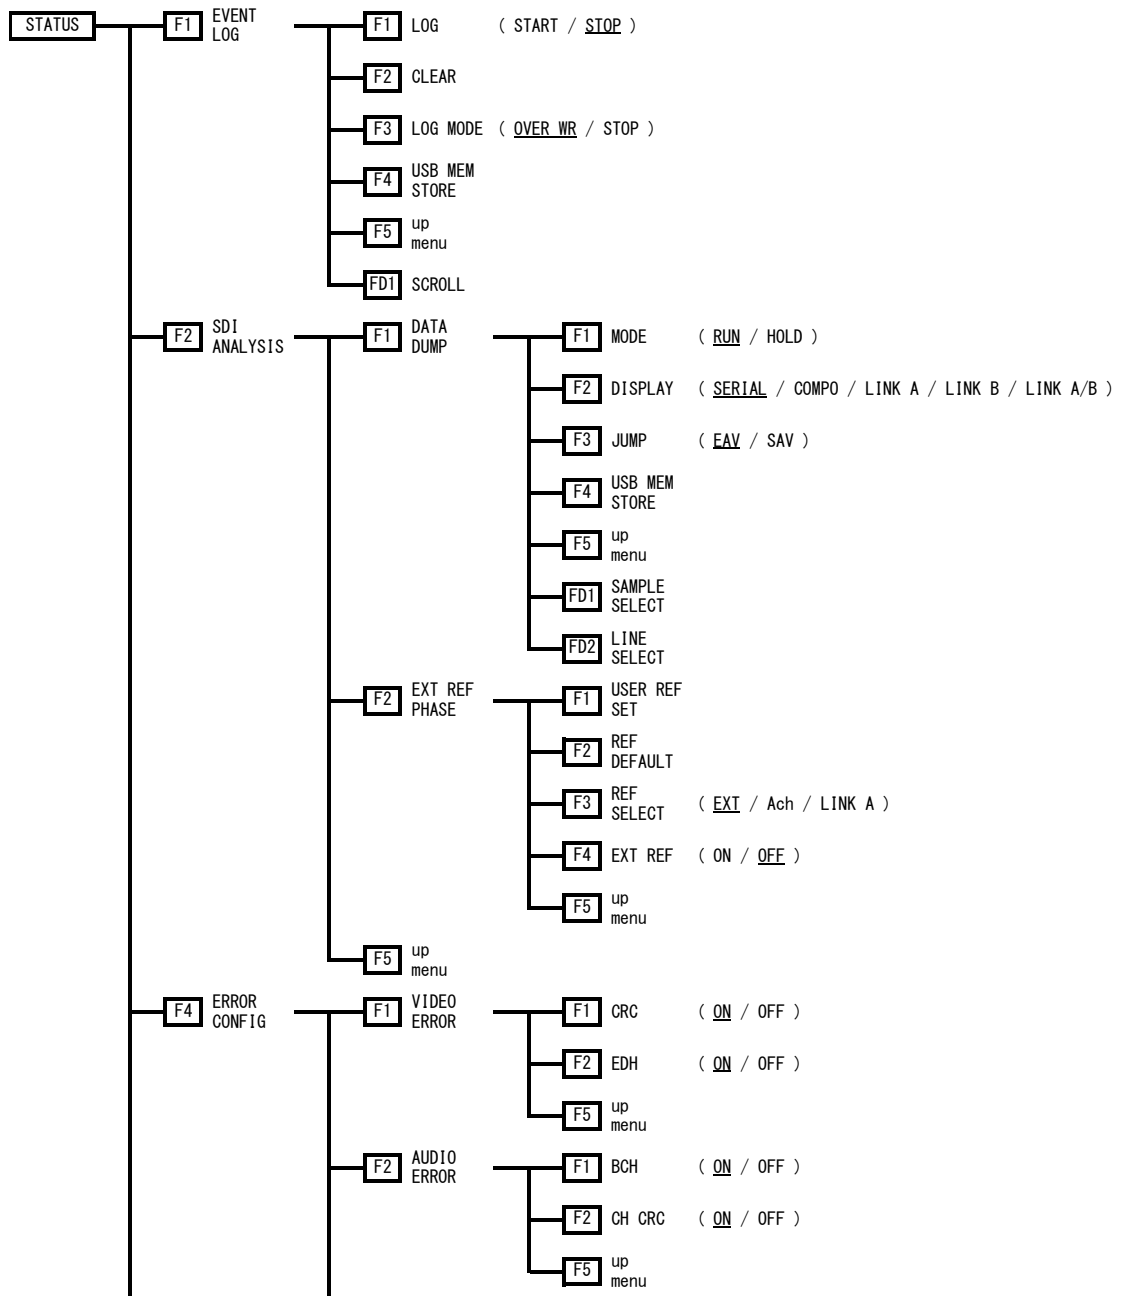 STATUS F1 EVENT LOG F1 LOG ( START / STOP )
F2 CLEAR
F3 LOG MODE ( OVER WR / STOP )
F4 USB MEM STORE
F5 up menu
FD1 SCROLL
F2 SDI ANALYSIS F1 DATA DUMP F1 MODE ( RUN / HOLD )
F2 DISPLAY ( SERIAL / COMPO / LINK A / LINK B / LINK A/B )
F3 JUMP ( EAV / SAV )
F4 USB MEM STORE
F5 up menu
FD1 SAMPLE SELECT
FD2 LINE SELECT
F2 EXT REF PHASE F1 USER REF SET
F2 REF DEFAULT
F3 REF SELECT ( EXT / Ach / LINK A )
F4 EXT REF ( ON / OFF )
F5 up menu
F5 up menu
F4 ERROR CONFIG F1 VIDEO ERROR F1 CRC ( ON / OFF )
F2 EDH ( ON / OFF )
F5 up menu
F2 AUDIO ERROR F1 BCH ( ON / OFF )
F2 CH CRC ( ON / OFF )
F5 up menu